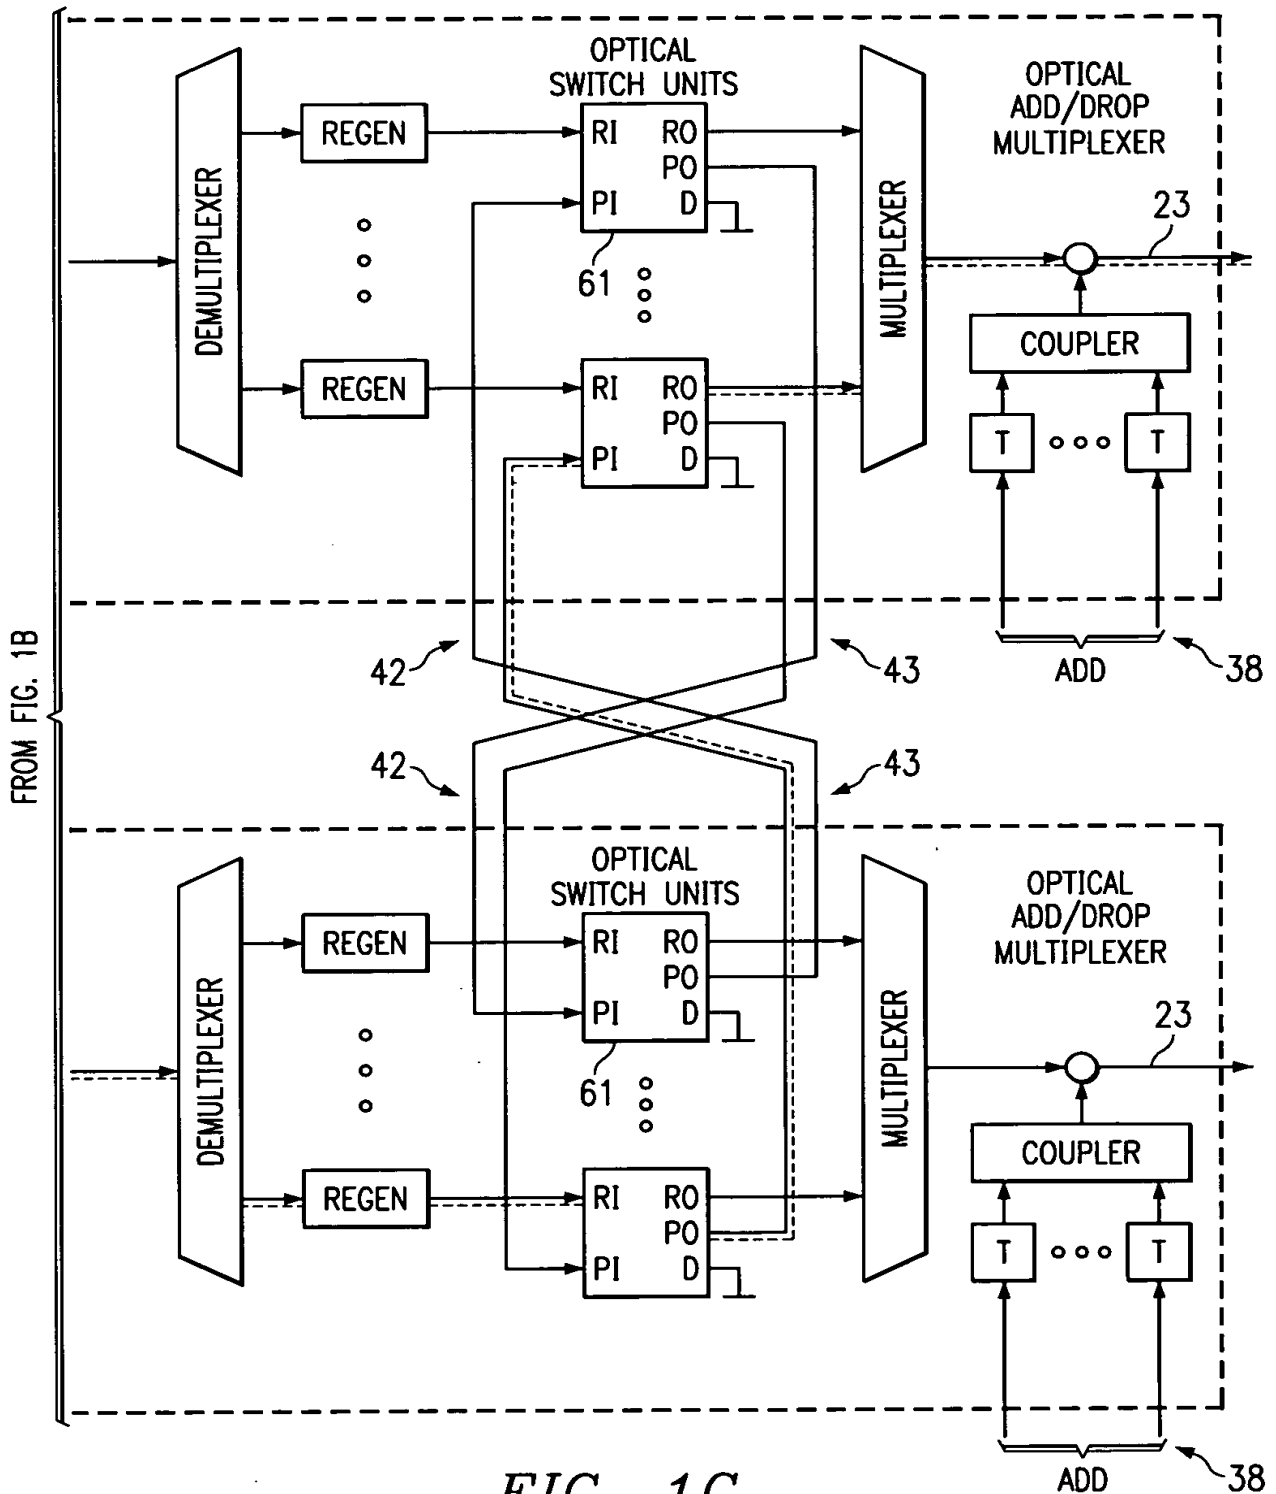 FROM FIG. 1B
OPTICAL
SWITCH UNITS
OPTICAL
ADD/DROP
MULTIPLEXER
DEMULTIPLEXER
REGEN
RI
RO
PO
PI
D
61
MULTIPLEXER
23
COUPLER
REGEN
RI
RO
PO
PI
D
T
T
42
43
ADD
38
42
43
OPTICAL
SWITCH UNITS
OPTICAL
ADD/DROP
MULTIPLEXER
DEMULTIPLEXER
REGEN
RI
RO
PO
PI
D
61
MULTIPLEXER
23
COUPLER
REGEN
RI
RO
PO
PI
D
T
T
ADD
38
FIG. 1C